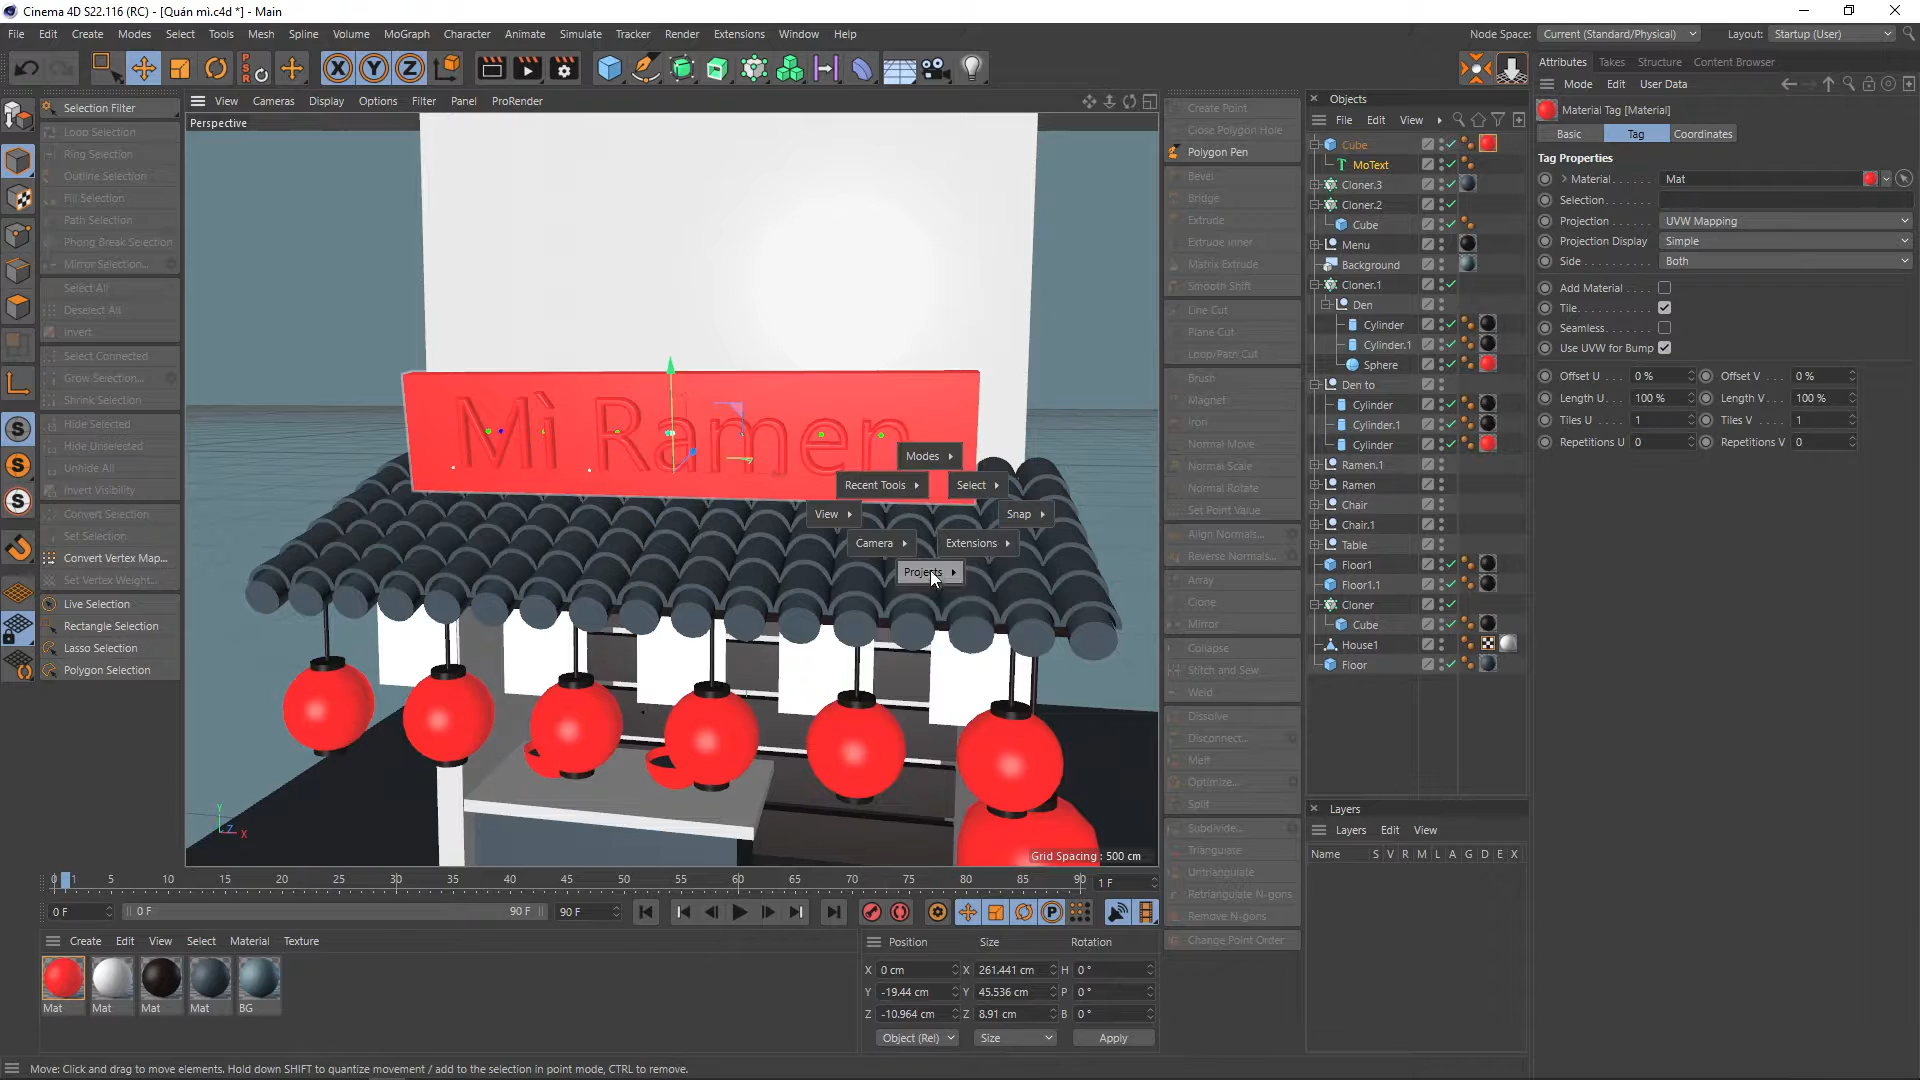 Cinema 4D S22.116 (RC) - [Quán mì.c4d *] - Main
File Edit Create Modes Select Tools Mesh Spline Volume MoGraph Character Animate Simulate Tracker Render Extensions Window Help
Node Space: Current (Standard/Physical) Layout: Startup (User)
Selection Filter
Loop Selection
Ring Selection
Outline Selection
Fill Selection
Path Selection
Phong Break Selection
Mirror Selection...
Select All
Deselect All
Invert
Select Connected
Grow Selection...
Shrink Selection
Hide Selected
Hide Unselected
Unhide All
Invert Visibility
Convert Selection
Set Selection
Convert Vertex Map...
Set Vertex Weight...
Live Selection
Rectangle Selection
Lasso Selection
Polygon Selection
View Cameras Display Options Filter Panel ProRender
Perspective
Mì Ramen
Modes
Recent Tools
Select
View
Snap
Camera
Extensions
Projects
Y
Z X
Grid Spacing : 500 cm
Create Point
Close Polygon Hole
Polygon Pen
Bevel
Bridge
Extrude
Extrude Inner
Matrix Extrude
Smooth Shift
Line Cut
Plane Cut
Loop/Path Cut
Brush
Magnet
Iron
Normal Move
Normal Scale
Normal Rotate
Set Point Value
Align Normals...
Reverse Normals...
Array
Clone
Mirror
Collapse
Stitch and Sew
Weld
Dissolve
Disconnect...
Melt
Optimize...
Split
Subdivide...
Triangulate
Untriangulate
Retriangulate N-gons
Remove N-gons
Change Point Order
Objects
File Edit View
Cube
MoText
Cloner.3
Cloner.2
Cube
Menu
Background
Cloner.1
Den
Cylinder
Cylinder.1
Sphere
Den to
Cylinder
Cylinder.1
Cylinder
Ramen.1
Ramen
Chair
Chair.1
Table
Floor1
Floor1.1
Cloner
Cube
House1
Floor
Layers
Layers Edit View
Name S V R M L A G D E X
Attributes Takes Structure Content Browser
Mode Edit User Data
Material Tag [Material]
Basic Tag Coordinates
Tag Properties
Material Mat
Selection
Projection UVW Mapping
Projection Display Simple
Side Both
Add Material
Tile
Seamless
Use UVW for Bump
Offset U 0 % Offset V 0 %
Length U 100 % Length V 100 %
Tiles U 1 Tiles V 1
Repetitions U 0 Repetitions V 0
0 1 5 10 15 20 25 30 35 40 45 50 55 60 65 70 75 80 85 90 1 F
0 F 0 F 90 F 90 F
Create Edit View Select Material Texture
Mat Mat Mat Mat BG
Position Size Rotation
X 0 cm X 261.441 cm H 0 °
Y -19.44 cm Y 45.536 cm P 0 °
Z -10.964 cm Z 8.91 cm B 0 °
Object (Rel) Size Apply
Move: Click and drag to move elements. Hold down SHIFT to quantize movement / add to the selection in point mode, CTRL to remove.